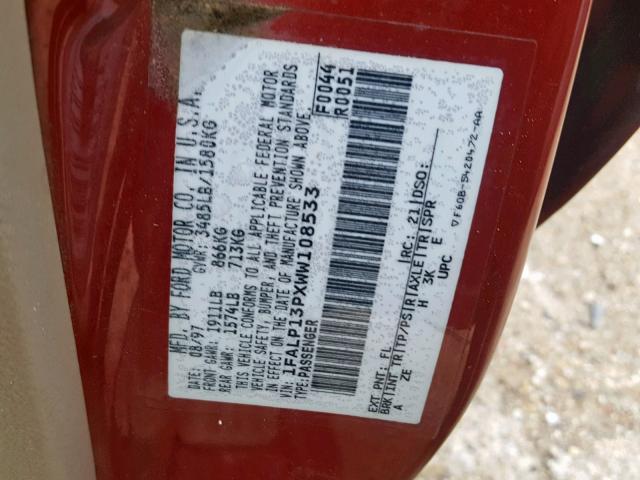 MFD. BY FORD MOTOR CO. IN U.S.A.
DATE: 08/97 GVWR: 3485LB/1580KG
FRONT GAWR: 1911LB 866KG
REAR GAWR: 1574LB 713KG
THIS VEHICLE CONFORMS TO ALL APPLICABLE FEDERAL MOTOR
VEHICLE SAFETY, BUMPER, AND THEFT PREVENTION STANDARDS
IN EFFECT ON THE DATE OF MANUFACTURE SHOWN ABOVE.
VIN: 1FALP13PXWW108533
TYPE: PASSENGER
F0044
R0051
EXT PNT: FL RC: 21 DSO:
BRK INT TR TP/PS R AXLE TR SPR
A ZE H 3K E
UPC
▽F60B-5420472-AA